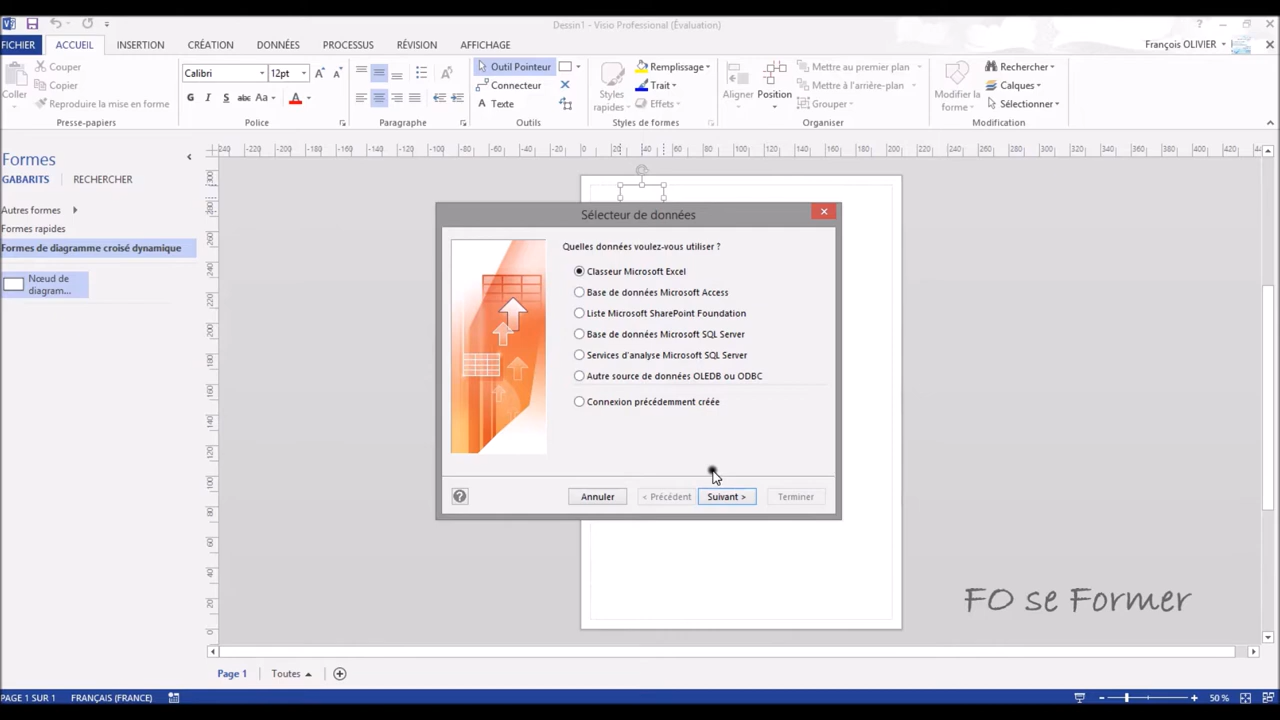 Dessin1 - Visio Professional (Évaluation)
FICHIER ACCUEIL INSERTION CRÉATION DONNÉES PROCESSUS RÉVISION AFFICHAGE François OLIVIER
Coller
Couper
Copier
Reproduire la mise en forme
Presse-papiers
Calibri 12pt
Police
Paragraphe
Outil Pointeur
Connecteur
Texte
Outils
Styles rapides
Remplissage
Trait
Effets
Styles de formes
Aligner
Position
Mettre au premier plan
Mettre à l'arrière-plan
Grouper
Organiser
Modifier la forme
Rechercher
Calques
Sélectionner
Modification
Formes
GABARITS RECHERCHER
Autres formes
Formes rapides
Formes de diagramme croisé dynamique
Nœud de
diagram...
Sélecteur de données
Quelles données voulez-vous utiliser ?
Classeur Microsoft Excel
Base de données Microsoft Access
Liste Microsoft SharePoint Foundation
Base de données Microsoft SQL Server
Services d'analyse Microsoft SQL Server
Autre source de données OLEDB ou ODBC
Connexion précédemment créée
Annuler < Précédent Suivant > Terminer
FO se Former
Page 1 Toutes
PAGE 1 SUR 1 FRANÇAIS (FRANCE) 50 %